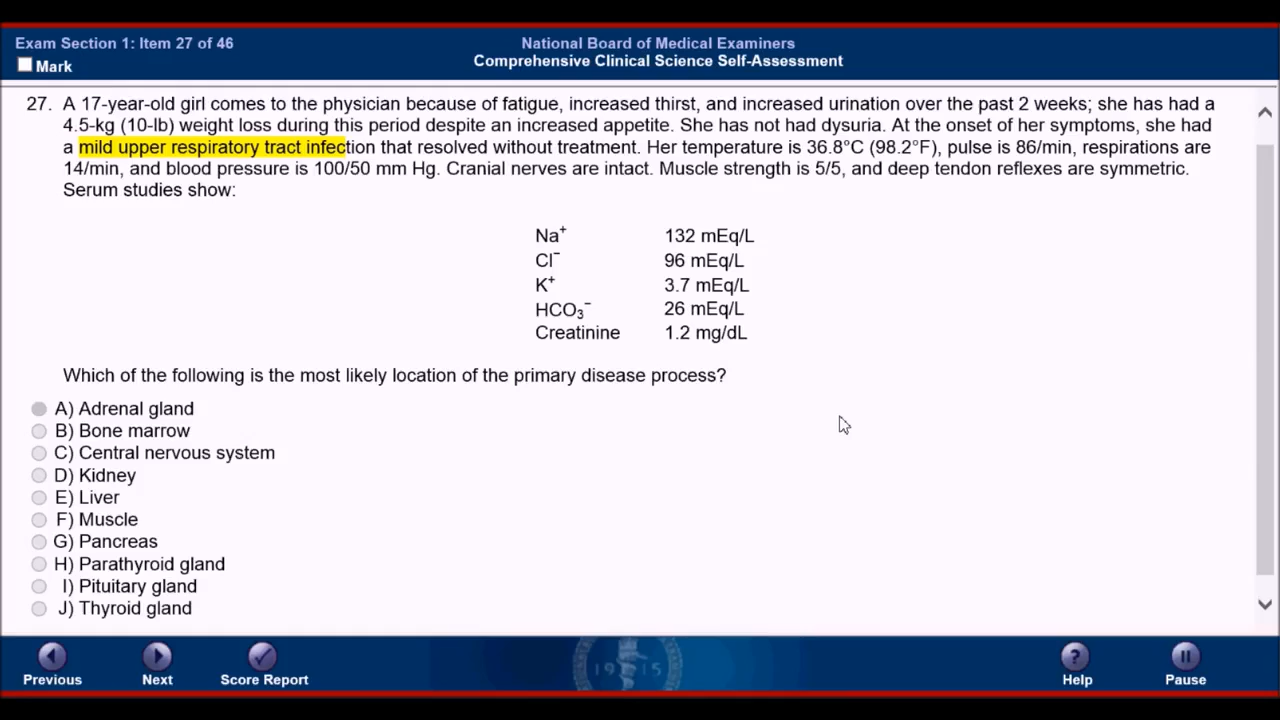 Exam Section 1: Item 27 of 46
National Board of Medical Examiners
Mark
Comprehensive Clinical Science Self-Assessment
27. A 17-year-old girl comes to the physician because of fatigue, increased thirst, and increased urination over the past 2 weeks; she has had a
4.5-kg (10-lb) weight loss during this period despite an increased appetite. She has not had dysuria. At the onset of her symptoms, she had
a mild upper respiratory tract infection that resolved without treatment. Her temperature is 36.8°C (98.2°F), pulse is 86/min, respirations are
14/min, and blood pressure is 100/50 mm Hg. Cranial nerves are intact. Muscle strength is 5/5, and deep tendon reflexes are symmetric.
Serum studies show:
Na⁺ 132 mEq/L
Cl⁻ 96 mEq/L
K⁺ 3.7 mEq/L
HCO₃⁻ 26 mEq/L
Creatinine 1.2 mg/dL
Which of the following is the most likely location of the primary disease process?
A) Adrenal gland
B) Bone marrow
C) Central nervous system
D) Kidney
E) Liver
F) Muscle
G) Pancreas
H) Parathyroid gland
I) Pituitary gland
J) Thyroid gland
1915
Previous
Next
Score Report
Help
Pause